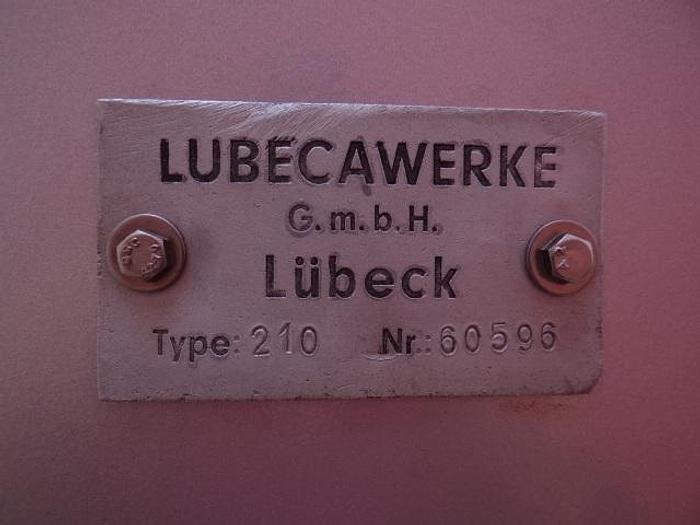 LUBECAWERKE
G.m.b.H.
Lübeck
Type: 210 Nr.: 60596